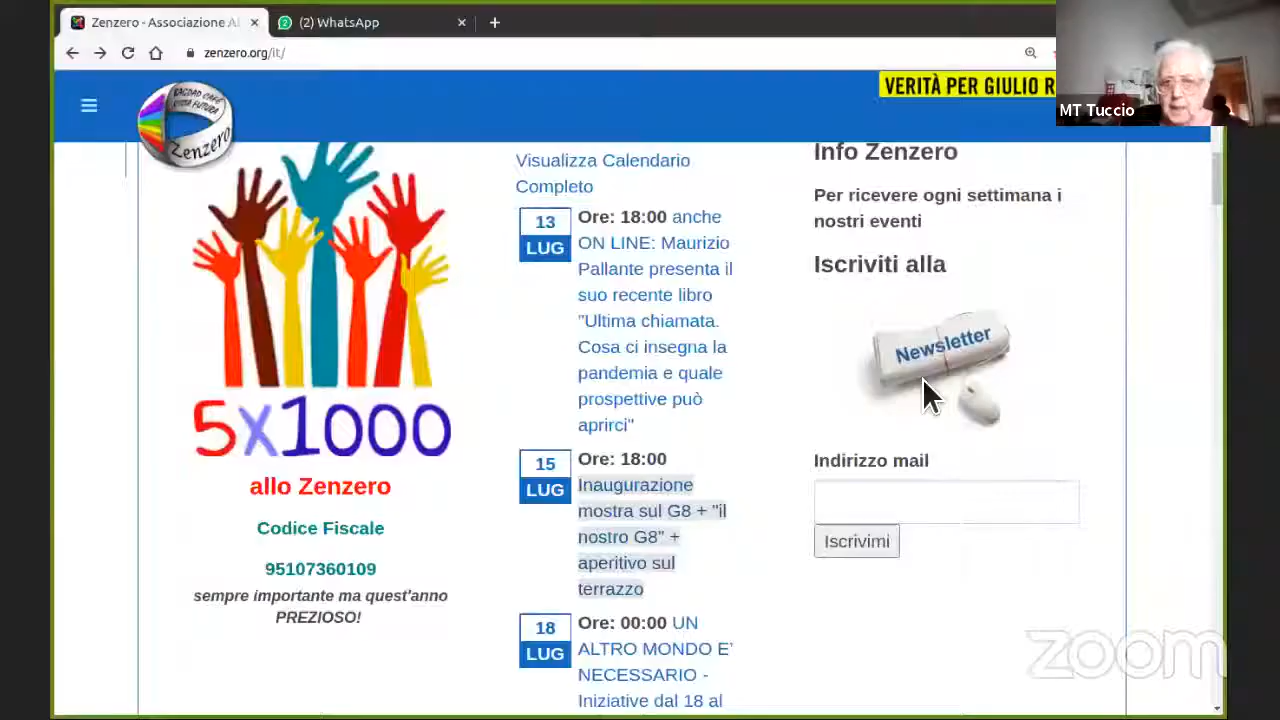 Zenzero - Associazione
(2) WhatsApp
zenzero.org/it/
VERITÀ PER GIULIO R
MT Tuccio
BAGDAD CAFE
CITTÀ FUTURA
Zenzero
5x1000
allo Zenzero
Codice Fiscale
95107360109
sempre importante ma quest'anno
PREZIOSO!
Visualizza Calendario
Completo
13
LUG
Ore: 18:00 anche
ON LINE: Maurizio
Pallante presenta il
suo recente libro
"Ultima chiamata.
Cosa ci insegna la
pandemia e quale
prospettive può
aprirci"
15
LUG
Ore: 18:00
Inaugurazione
mostra sul G8 + "il
nostro G8" +
aperitivo sul
terrazzo
18
LUG
Ore: 00:00 UN
ALTRO MONDO E'
NECESSARIO -
Iniziative dal 18 al
Info Zenzero
Per ricevere ogni settimana i
nostri eventi
Iscriviti alla
Newsletter
Indirizzo mail
Iscrivimi
zoom